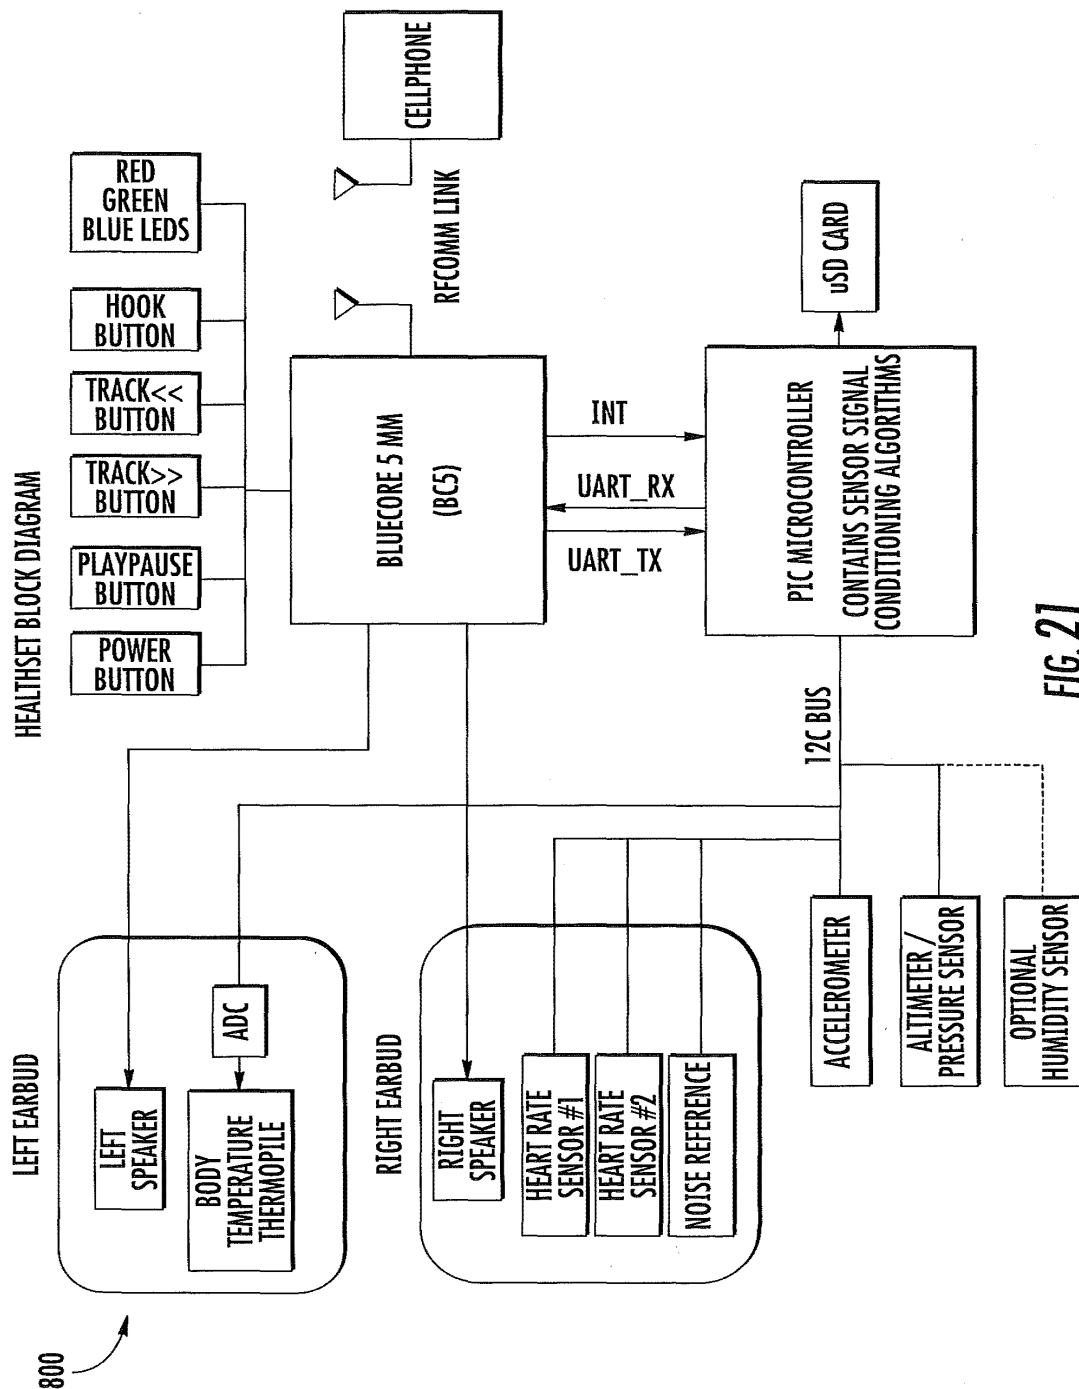 HEALTHSET BLOCK DIAGRAM
800
LEFT EARBUD
LEFT
SPEAKER
BODY
TEMPERATURE
THERMOPILE
ADC
RIGHT EARBUD
RIGHT
SPEAKER
HEART RATE
SENSOR #1
HEART RATE
SENSOR #2
NOISE REFERENCE
POWER
BUTTON
PLAYPAUSE
BUTTON
TRACK>>
BUTTON
TRACK<<
BUTTON
HOOK
BUTTON
RED
GREEN
BLUE LEDS
BLUECORE 5 MM
(BC5)
RFCOMM LINK
CELLPHONE
UART_TX
UART_RX
INT
PIC MICROCONTROLLER
CONTAINS SENSOR SIGNAL
CONDITIONING ALGORITHMS
uSD CARD
12C BUS
ACCELEROMETER
ALTIMETER/
PRESSURE SENSOR
OPTIONAL
HUMIDITY SENSOR
FIG. 21